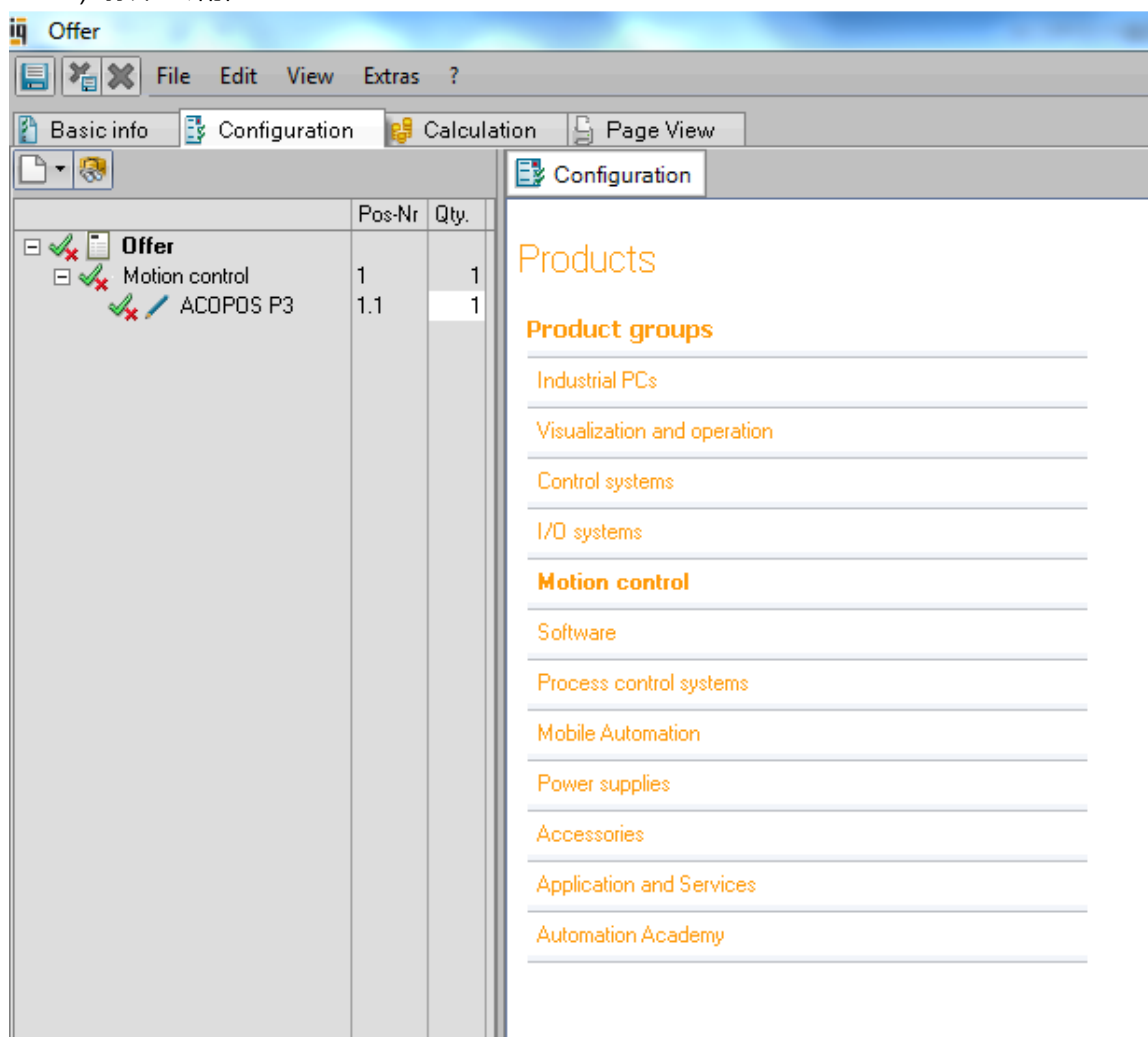 iq Offer
File Edit View Extras ?
Basic info Configuration Calculation Page View
Configuration
Pos-Nr Qty.
Offer
Motion control 1 1
ACOPOS P3 1.1 1
Products
Product groups
Industrial PCs
Visualization and operation
Control systems
I/O systems
Motion control
Software
Process control systems
Mobile Automation
Power supplies
Accessories
Application and Services
Automation Academy